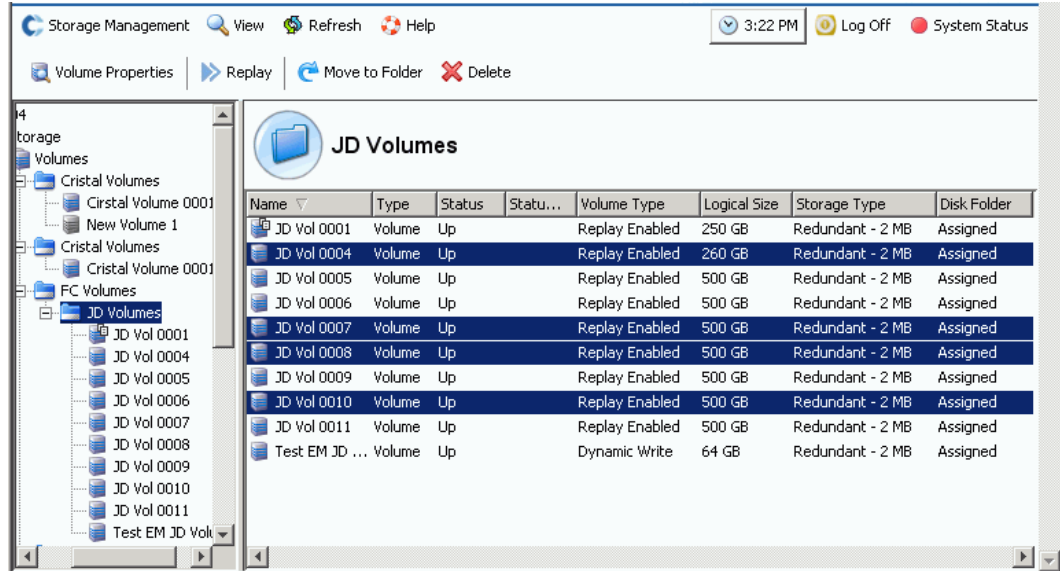 Storage Management View Refresh Help 3:22 PM Log Off System Status
Volume Properties Replay Move to Folder Delete
torage
Volumes
Cristal Volumes
Cirstal Volume 0001
New Volume 1
Cristal Volumes
Cristal Volume 0001
FC Volumes
JD Volumes
JD Vol 0001
JD Vol 0004
JD Vol 0005
JD Vol 0006
JD Vol 0007
JD Vol 0008
JD Vol 0009
JD Vol 0010
JD Vol 0011
Test EM JD Volu
JD Volumes
Name Type Status Statu... Volume Type Logical Size Storage Type Disk Folder
JD Vol 0001 Volume Up Replay Enabled 250 GB Redundant - 2 MB Assigned
JD Vol 0004 Volume Up Replay Enabled 260 GB Redundant - 2 MB Assigned
JD Vol 0005 Volume Up Replay Enabled 500 GB Redundant - 2 MB Assigned
JD Vol 0006 Volume Up Replay Enabled 500 GB Redundant - 2 MB Assigned
JD Vol 0007 Volume Up Replay Enabled 500 GB Redundant - 2 MB Assigned
JD Vol 0008 Volume Up Replay Enabled 500 GB Redundant - 2 MB Assigned
JD Vol 0009 Volume Up Replay Enabled 500 GB Redundant - 2 MB Assigned
JD Vol 0010 Volume Up Replay Enabled 500 GB Redundant - 2 MB Assigned
JD Vol 0011 Volume Up Replay Enabled 500 GB Redundant - 2 MB Assigned
Test EM JD ... Volume Up Dynamic Write 64 GB Redundant - 2 MB Assigned